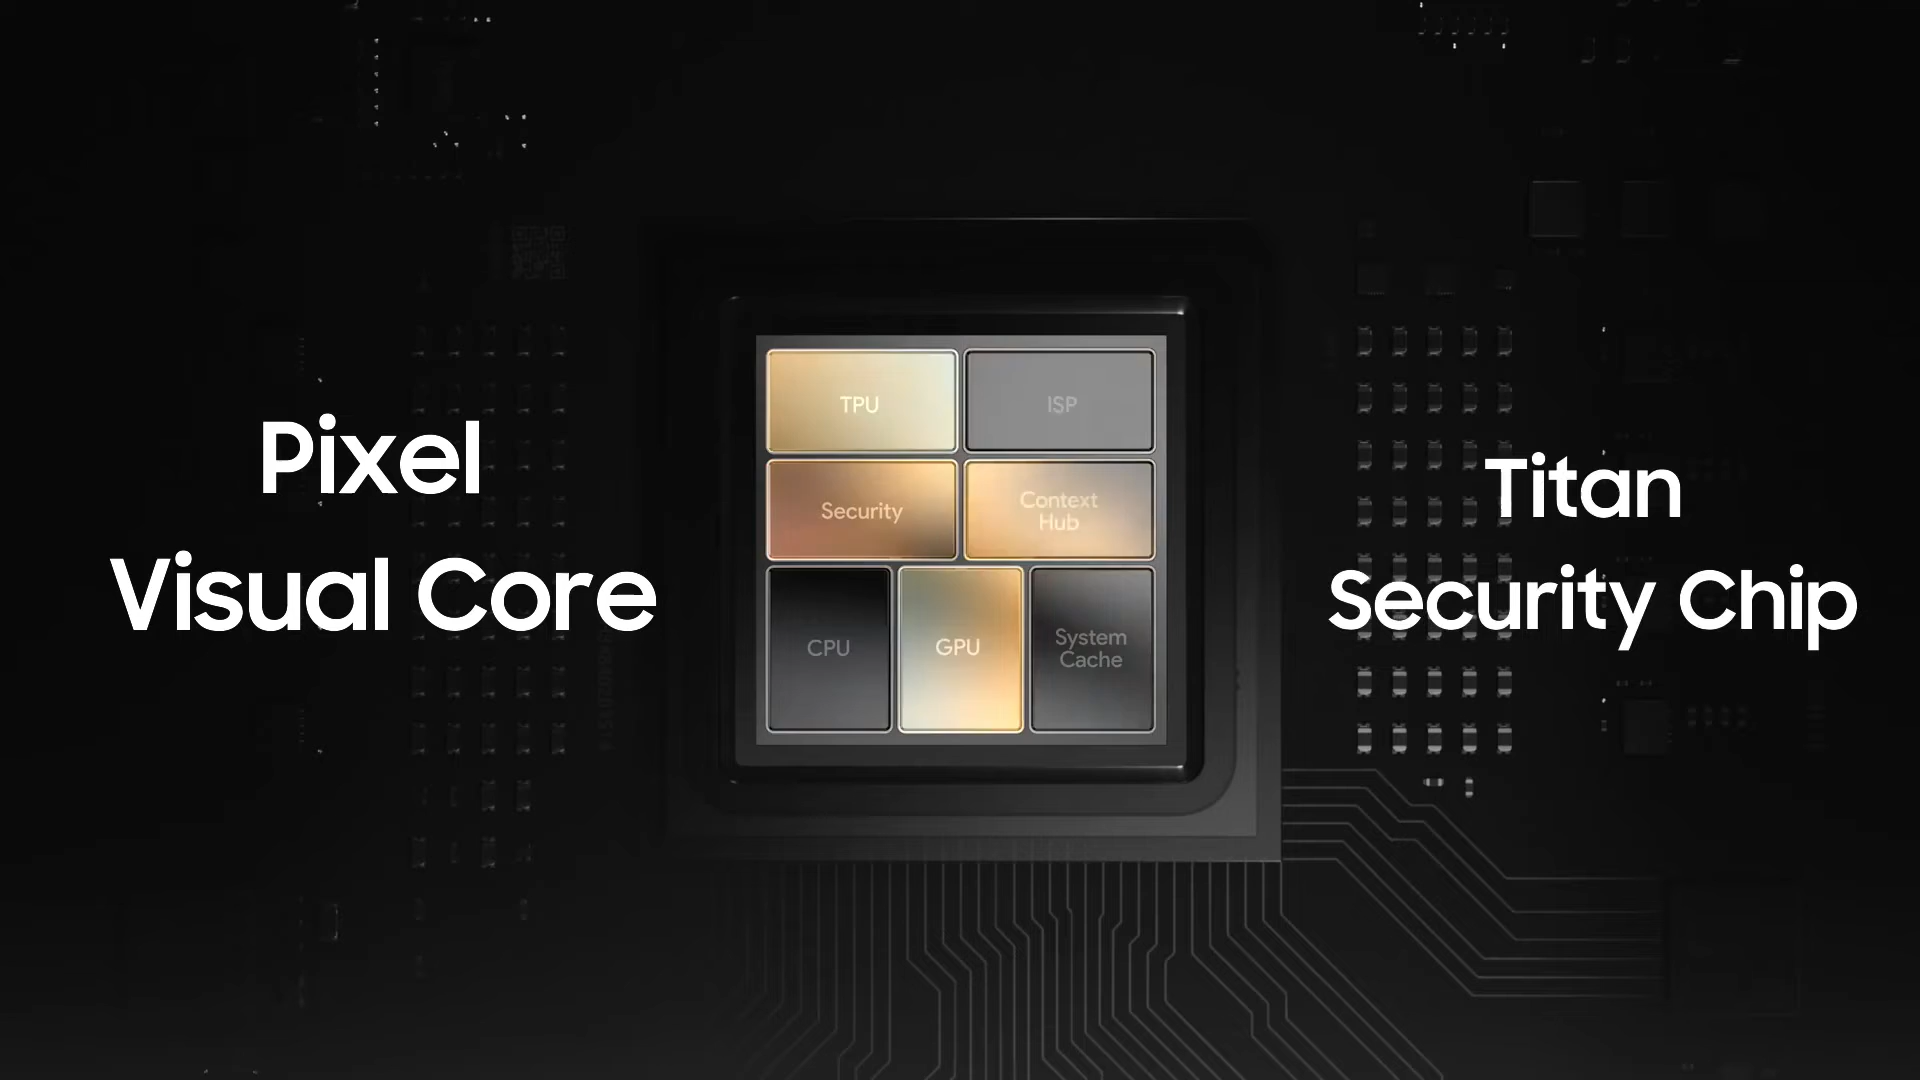 Pixel
Visual Core
TPU
ISP
Security
Context
Hub
CPU
GPU
System
Cache
Titan
Security Chip